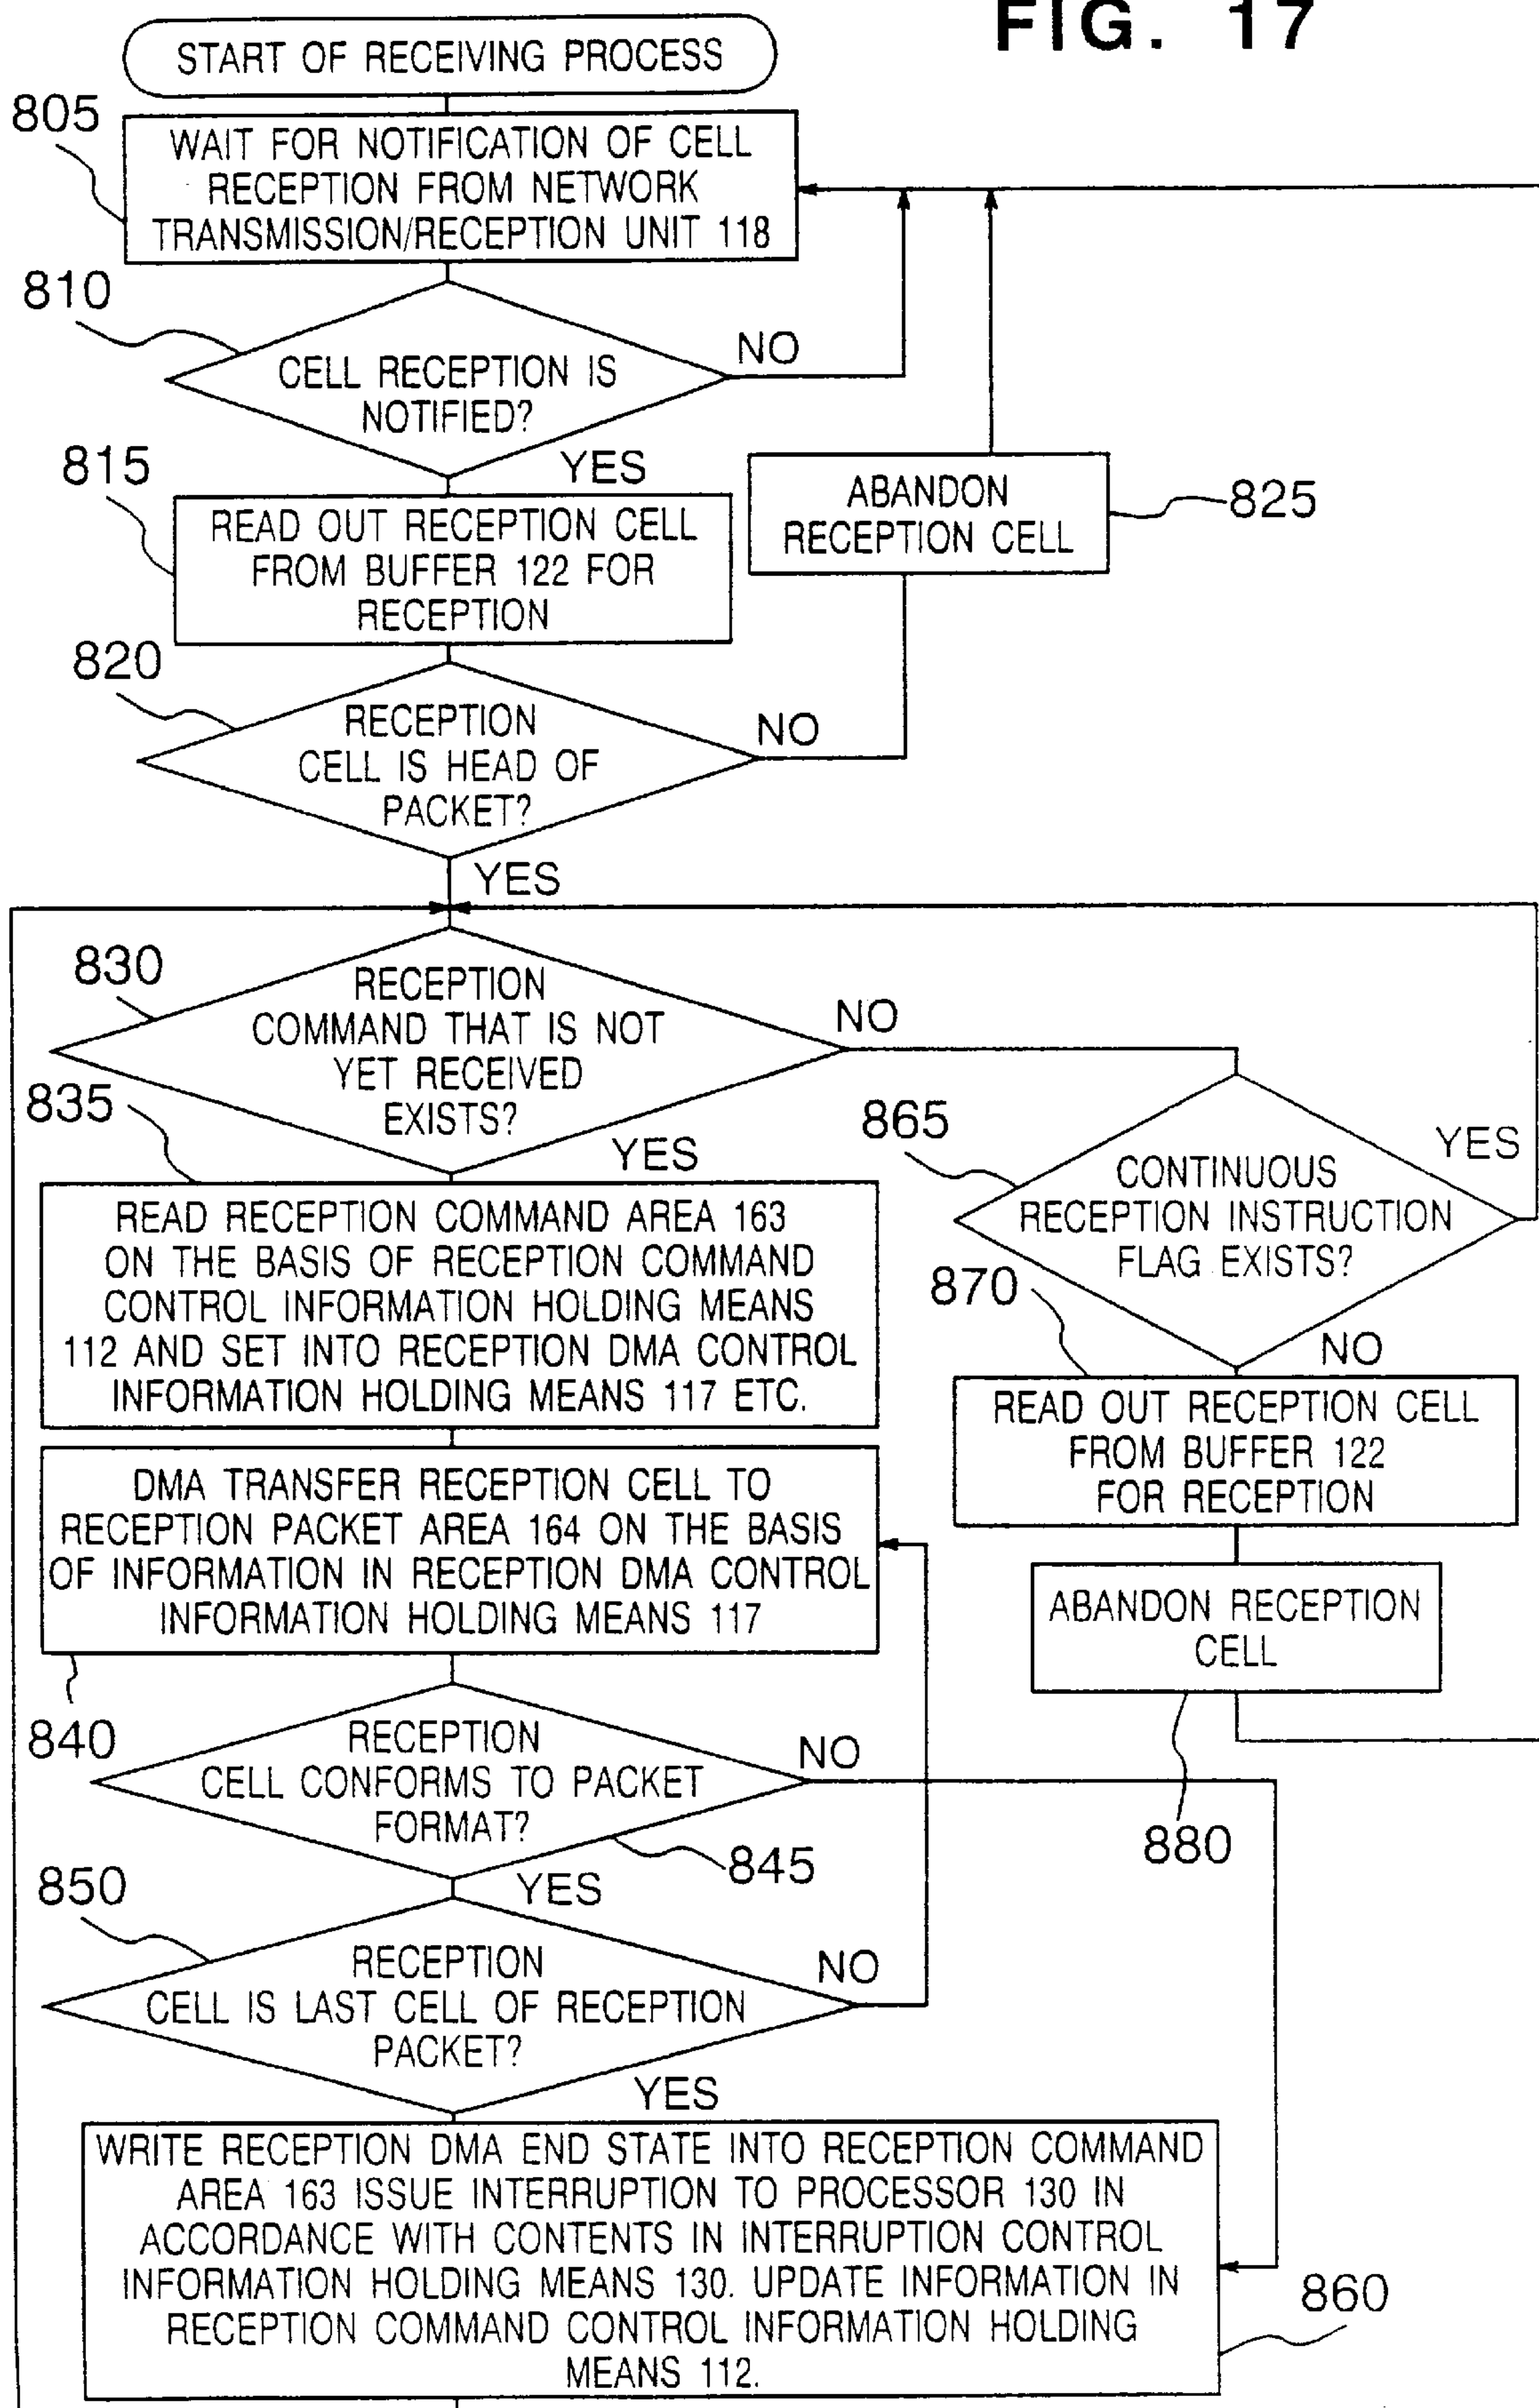 FIG. 17
START OF RECEIVING PROCESS
805
WAIT FOR NOTIFICATION OF CELL
RECEPTION FROM NETWORK
TRANSMISSION/RECEPTION UNIT 118
810
CELL RECEPTION IS
NOTIFIED?
NO
YES
815
READ OUT RECEPTION CELL
FROM BUFFER 122 FOR
RECEPTION
ABANDON
RECEPTION CELL
825
820
RECEPTION
CELL IS HEAD OF
PACKET?
NO
YES
830
RECEPTION
COMMAND THAT IS NOT
YET RECEIVED
EXISTS?
NO
YES
835
READ RECEPTION COMMAND AREA 163
ON THE BASIS OF RECEPTION COMMAND
CONTROL INFORMATION HOLDING MEANS
112 AND SET INTO RECEPTION DMA CONTROL
INFORMATION HOLDING MEANS 117 ETC.
865
CONTINUOUS
RECEPTION INSTRUCTION
FLAG EXISTS?
YES
NO
870
READ OUT RECEPTION CELL
FROM BUFFER 122
FOR RECEPTION
DMA TRANSFER RECEPTION CELL TO
RECEPTION PACKET AREA 164 ON THE BASIS
OF INFORMATION IN RECEPTION DMA CONTROL
INFORMATION HOLDING MEANS 117
840
ABANDON RECEPTION
CELL
880
RECEPTION
CELL CONFORMS TO PACKET
FORMAT?
NO
845
YES
850
RECEPTION
CELL IS LAST CELL OF RECEPTION
PACKET?
NO
YES
WRITE RECEPTION DMA END STATE INTO RECEPTION COMMAND
AREA 163 ISSUE INTERRUPTION TO PROCESSOR 130 IN
ACCORDANCE WITH CONTENTS IN INTERRUPTION CONTROL
INFORMATION HOLDING MEANS 130. UPDATE INFORMATION IN
RECEPTION COMMAND CONTROL INFORMATION HOLDING
MEANS 112.
860